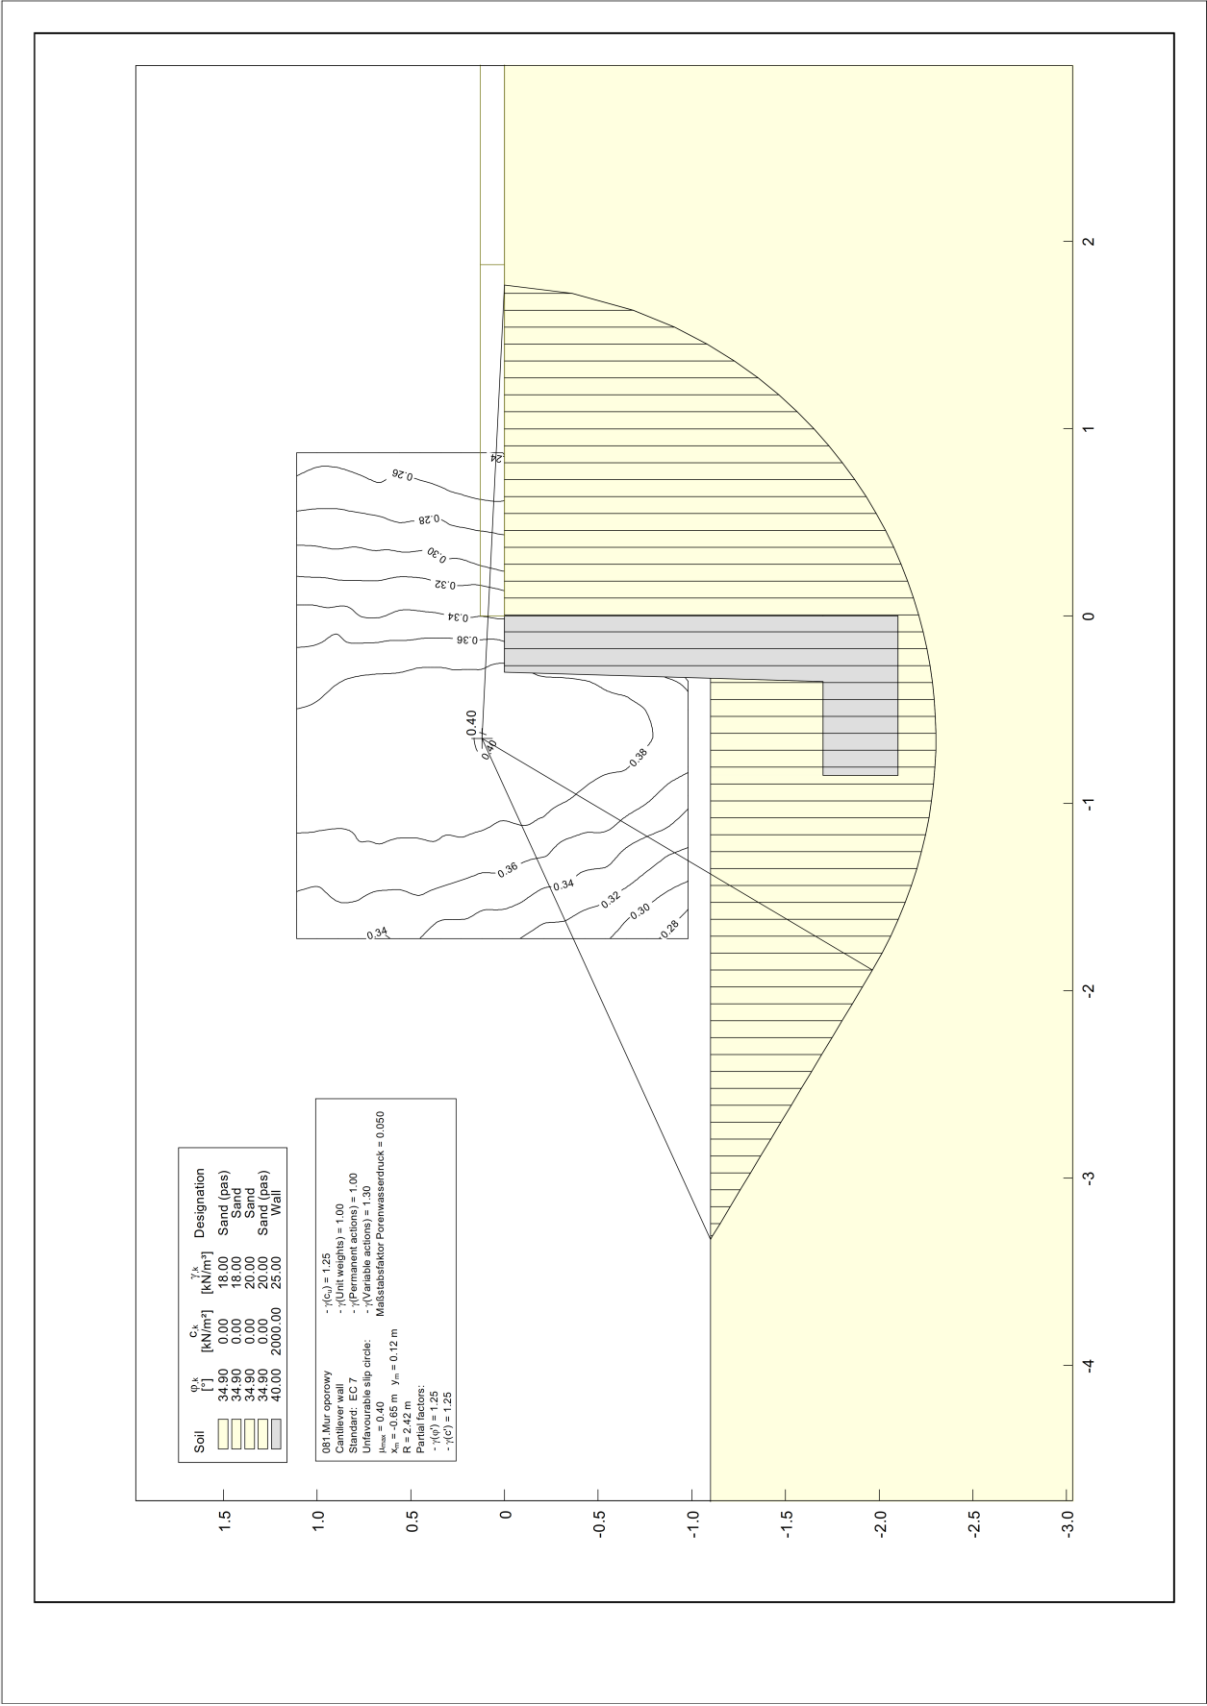 Soil φ,k [°] c,k [kN/m²] γ,k [kN/m³] Designation
34.90 0.00 18.00 Sand (pas)
34.90 0.00 18.00 Sand
34.90 0.00 20.00 Sand
34.90 0.00 20.00 Sand (pas)
40.00 2000.00 25.00 Wall
081.Mur oporowy
Cantilever wall
Standard: EC 7
Unfavourable slip circle:
μmax = 0.40
xm = -0.65 m ym = 0.12 m
R = 2.42 m
Partial factors:
- γ(φ') = 1.25
- γ(c') = 1.25
- γ(cu) = 1.25
- γ(Unit weights) = 1.00
- γ(Permanent actions) = 1.00
- γ(Variable actions) = 1.30
Maßstabsfaktor Porenwasserdruck = 0.050
0.34
0.36
0.34
0.32
0.30
0.28
0.38
0.40
0.40
0.36
0.34
0.32
0.30
0.28
0.26
24
1.5
1.0
0.5
0
-0.5
-1.0
-1.5
-2.0
-2.5
-3.0
-4
-3
-2
-1
0
1
2